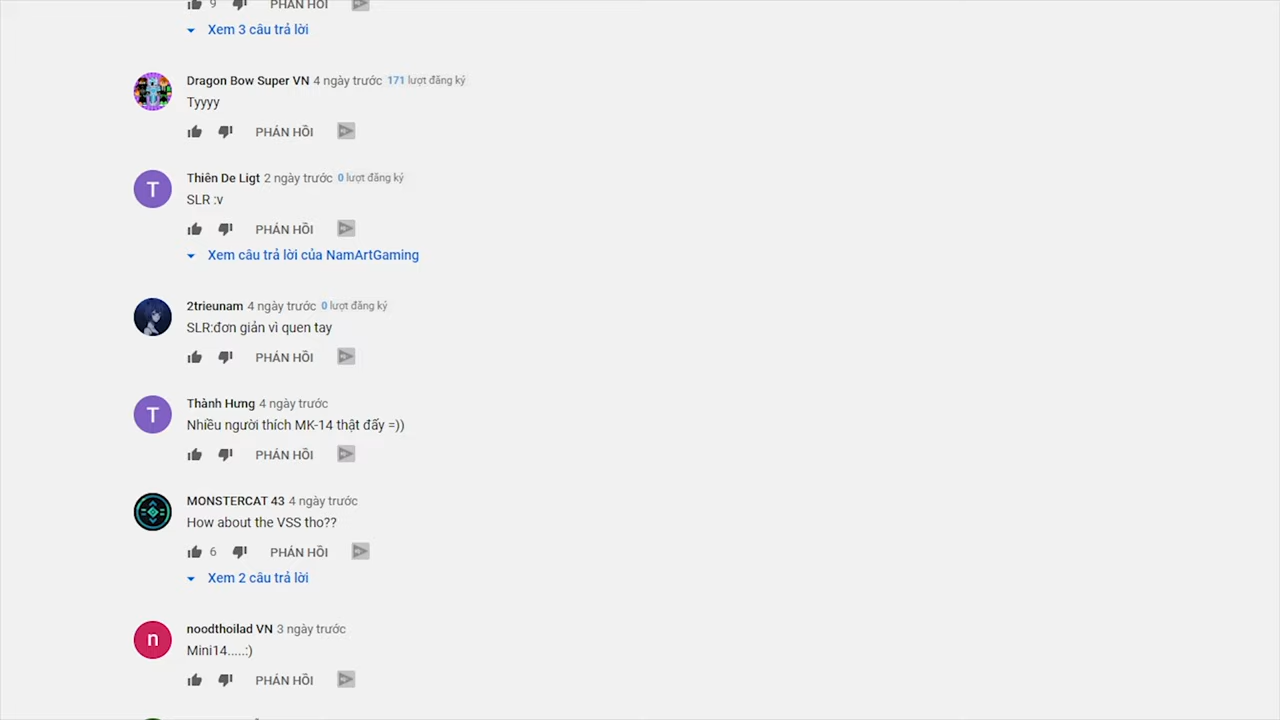 9 PHẢN HỒI
Xem 3 câu trả lời
Dragon Bow Super VN 4 ngày trước 171 lượt đăng ký
Tyyyy
PHẢN HỒI
T
Thiên De Ligt 2 ngày trước 0 lượt đăng ký
SLR :v
PHẢN HỒI
Xem câu trả lời của NamArtGaming
2trieunam 4 ngày trước 0 lượt đăng ký
SLR:đơn giản vì quen tay
PHẢN HỒI
T
Thành Hưng 4 ngày trước
Nhiều người thích MK-14 thật đấy =))
PHẢN HỒI
MONSTERCAT 43 4 ngày trước
How about the VSS tho??
6 PHẢN HỒI
Xem 2 câu trả lời
n
noodthoilad VN 3 ngày trước
Mini14.....:)
PHẢN HỒI